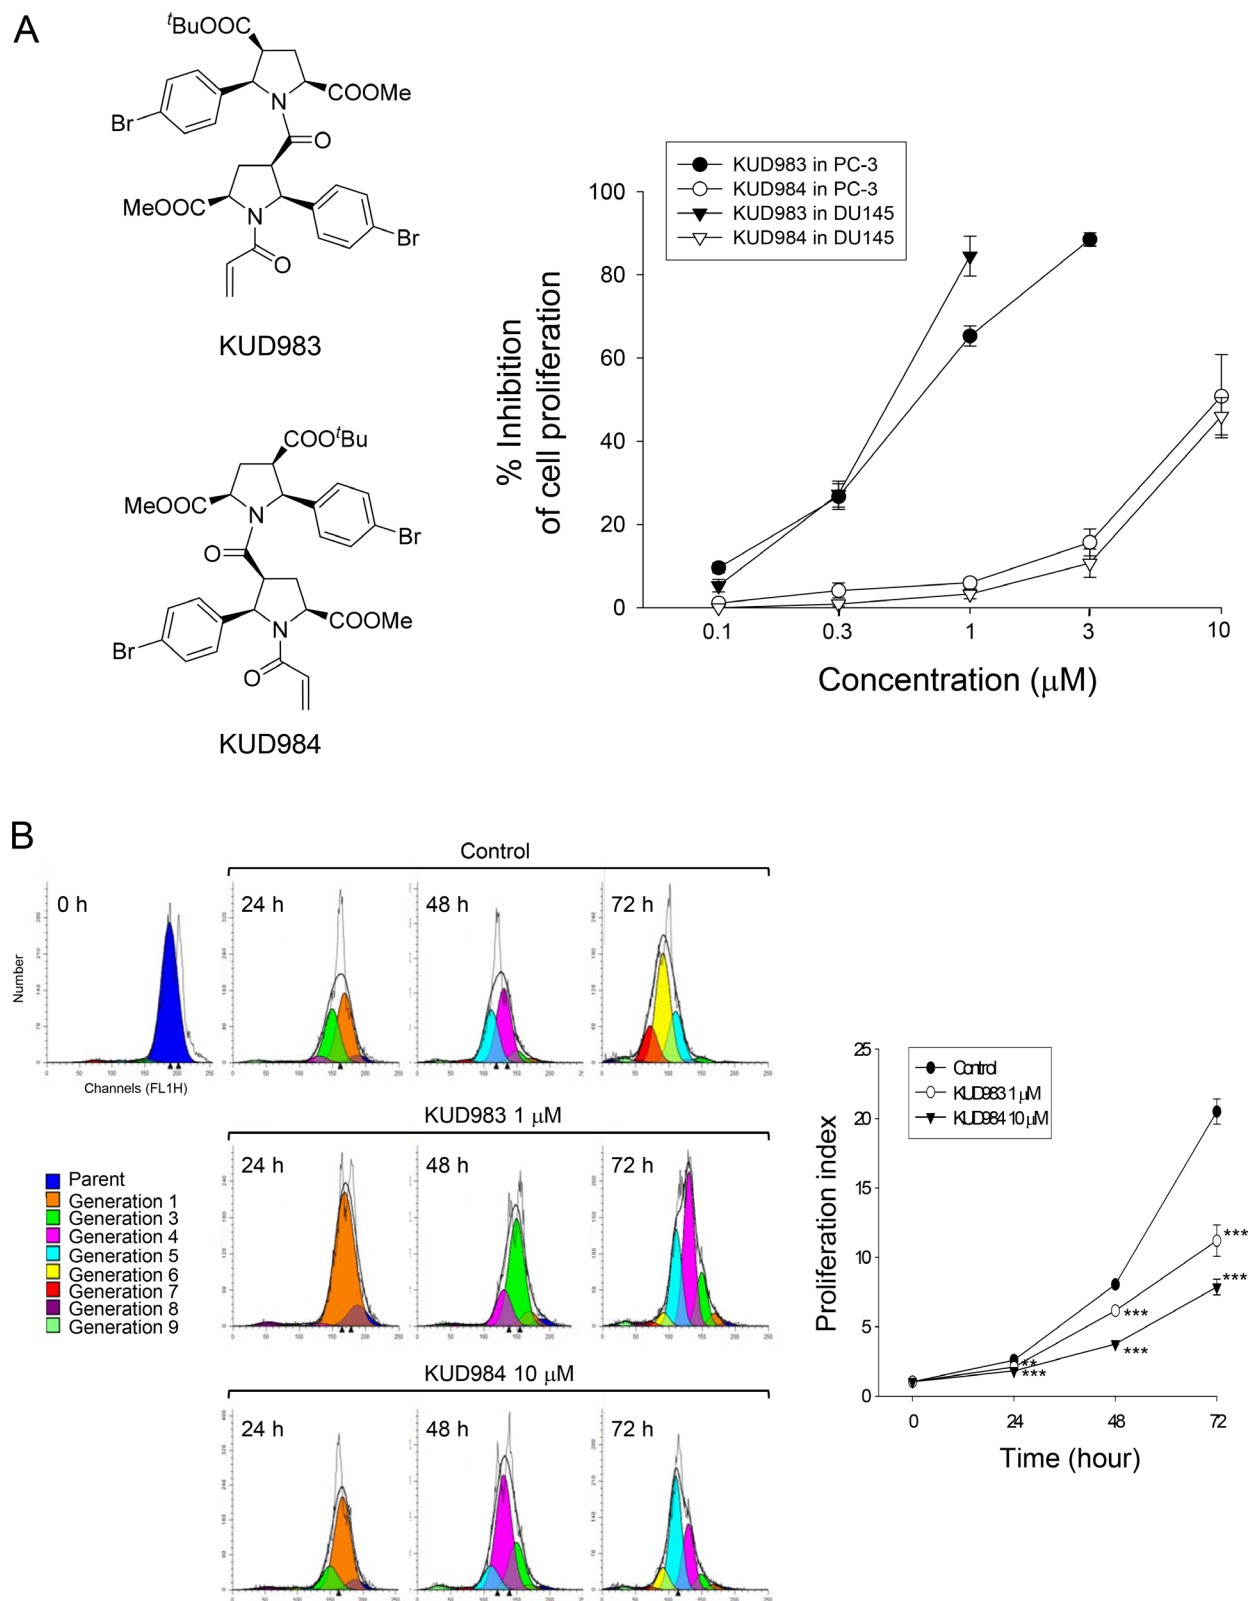 A
tBuOOC
COOMe
N
Br
O
MeOOC
N
Br
O
KUD983
COOtBu
MeOOC
N
Br
O
COOMe
Br
N
O
KUD984
KUD983 in PC-3
KUD984 in PC-3
KUD983 in DU145
KUD984 in DU145
% Inhibition
of cell proliferation
100
80
60
40
20
0
0.1 0.3 1 3 10
Concentration (μM)
B
Control
0 h
24 h
48 h
72 h
Number
Channels (FL1H)
KUD983 1 μM
24 h
48 h
72 h
Parent
Generation 1
Generation 3
Generation 4
Generation 5
Generation 6
Generation 7
Generation 8
Generation 9
KUD984 10 μM
24 h
48 h
72 h
Control
KUD983 1 μM
KUD984 10 μM
Proliferation index
25
20
15
10
5
0
***
***
***
***
**
***
0 24 48 72
Time (hour)